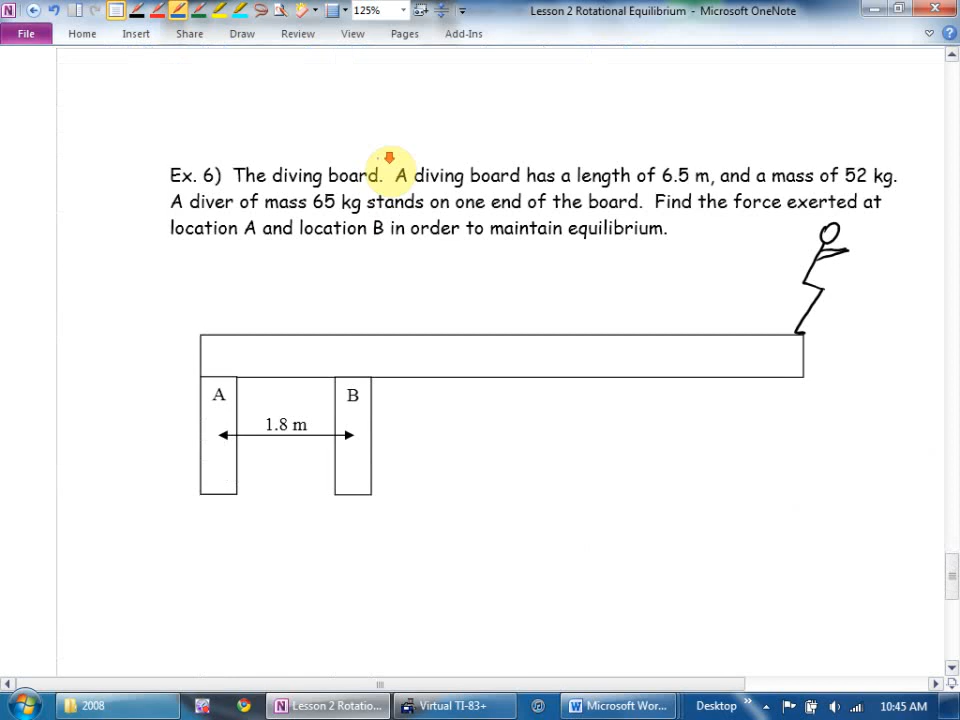 125%
Lesson 2 Rotational Equilibrium - Microsoft OneNote
File Home Insert Share Draw Review View Pages Add-Ins
Ex. 6) The diving board. A diving board has a length of 6.5 m, and a mass of 52 kg.
A diver of mass 65 kg stands on one end of the board. Find the force exerted at
location A and location B in order to maintain equilibrium.
A B
1.8 m
2008 Lesson 2 Rotatio... Virtual TI-83+ Microsoft Wor... Desktop 10:45 AM